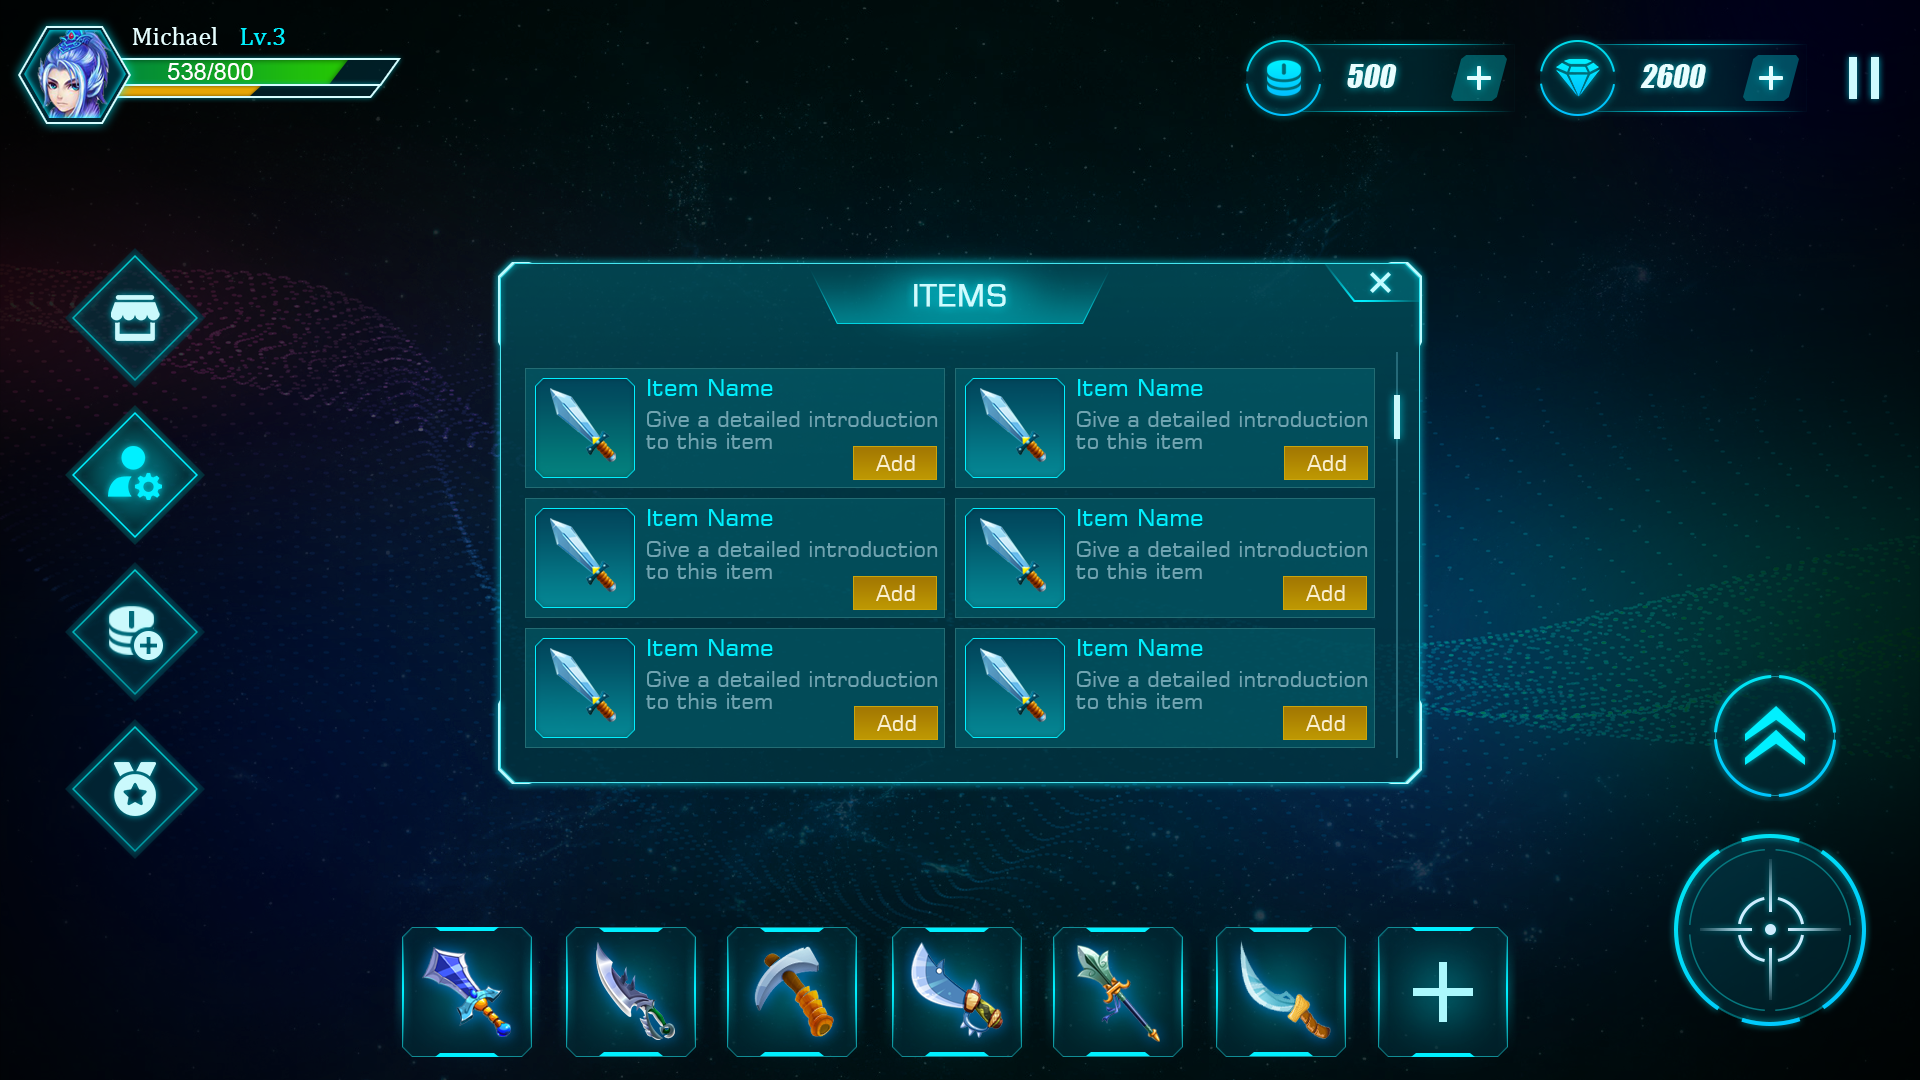 Michael Lv.3
538/800
500
2600
ITEMS
Item Name
Give a detailed introduction
to this item
Add
Item Name
Give a detailed introduction
to this item
Add
Item Name
Give a detailed introduction
to this item
Add
Item Name
Give a detailed introduction
to this item
Add
Item Name
Give a detailed introduction
to this item
Add
Item Name
Give a detailed introduction
to this item
Add